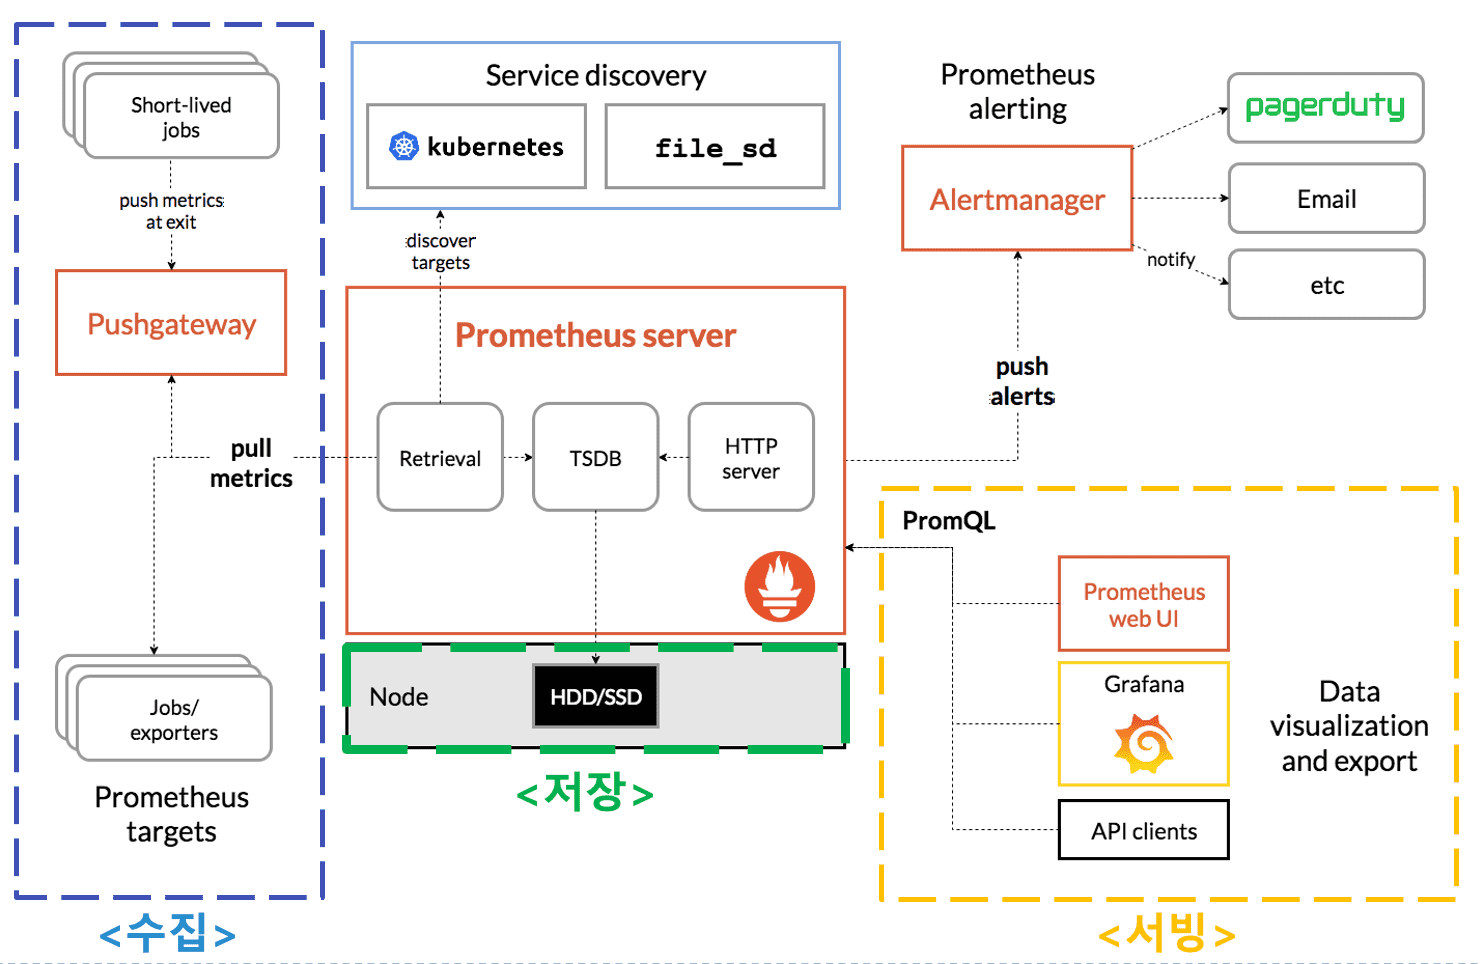 Short-lived
jobs
push metrics
at exit
Pushgateway
pull
metrics
Jobs/
exporters
Prometheus
targets
<수집>
Service discovery
kubernetes
file_sd
discover
targets
Prometheus server
Retrieval
TSDB
HTTP
server
Node
HDD/SSD
<저장>
Prometheus
alerting
Alertmanager
pagerduty
Email
notify
etc
push
alerts
PromQL
Prometheus
web UI
Grafana
API clients
Data
visualization
and export
<서빙>